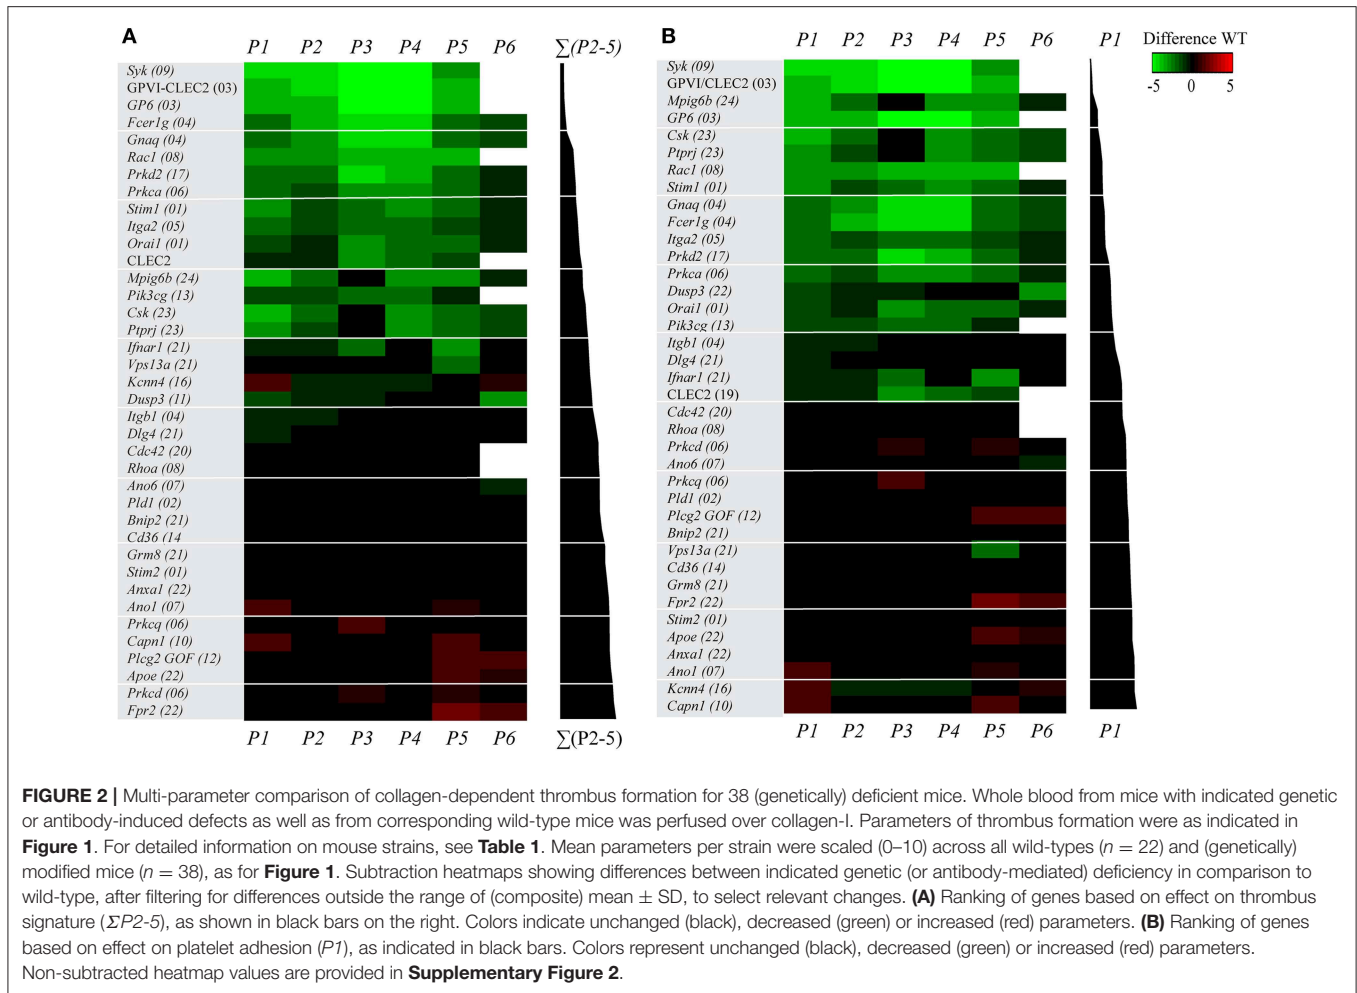 A
P1 P2 P3 P4 P5 P6 ∑(P2-5)
Syk (09)
GPVI-CLEC2 (03)
GP6 (03)
Fcer1g (04)
Gnaq (04)
Rac1 (08)
Prkd2 (17)
Prkca (06)
Stim1 (01)
Itga2 (05)
Orai1 (01)
CLEC2
Mpig6b (24)
Pik3cg (13)
Csk (23)
Ptprj (23)
Ifnar1 (21)
Vps13a (21)
Kcnn4 (16)
Dusp3 (11)
Itgb1 (04)
Dlg4 (21)
Cdc42 (20)
Rhoa (08)
Ano6 (07)
Pld1 (02)
Bnip2 (21)
Cd36 (14
Grm8 (21)
Stim2 (01)
Anxa1 (22)
Ano1 (07)
Prkcq (06)
Capn1 (10)
Plcg2 GOF (12)
Apoe (22)
Prkcd (06)
Fpr2 (22)
P1 P2 P3 P4 P5 P6 ∑(P2-5)
B
P1 P2 P3 P4 P5 P6 P1
Difference WT
-5 0 5
Syk (09)
GPVI/CLEC2 (03)
Mpig6b (24)
GP6 (03)
Csk (23)
Ptprj (23)
Rac1 (08)
Stim1 (01)
Gnaq (04)
Fcer1g (04)
Itga2 (05)
Prkd2 (17)
Prkca (06)
Dusp3 (22)
Orai1 (01)
Pik3cg (13)
Itgb1 (04)
Dlg4 (21)
Ifnar1 (21)
CLEC2 (19)
Cdc42 (20)
Rhoa (08)
Prkcd (06)
Ano6 (07)
Prkcq (06)
Pld1 (02)
Plcg2 GOF (12)
Bnip2 (21)
Vps13a (21)
Cd36 (14)
Grm8 (21)
Fpr2 (22)
Stim2 (01)
Apoe (22)
Anxa1 (22)
Ano1 (07)
Kcnn4 (16)
Capn1 (10)
P1 P2 P3 P4 P5 P6 P1
FIGURE 2 | Multi-parameter comparison of collagen-dependent thrombus formation for 38 (genetically) deficient mice. Whole blood from mice with indicated genetic
or antibody-induced defects as well as from corresponding wild-type mice was perfused over collagen-I. Parameters of thrombus formation were as indicated in
Figure 1. For detailed information on mouse strains, see Table 1. Mean parameters per strain were scaled (0–10) across all wild-types (n = 22) and (genetically)
modified mice (n = 38), as for Figure 1. Subtraction heatmaps showing differences between indicated genetic (or antibody-mediated) deficiency in comparison to
wild-type, after filtering for differences outside the range of (composite) mean ± SD, to select relevant changes. (A) Ranking of genes based on effect on thrombus
signature (ΣP2-5), as shown in black bars on the right. Colors indicate unchanged (black), decreased (green) or increased (red) parameters. (B) Ranking of genes
based on effect on platelet adhesion (P1), as indicated in black bars. Colors represent unchanged (black), decreased (green) or increased (red) parameters.
Non-subtracted heatmap values are provided in Supplementary Figure 2.